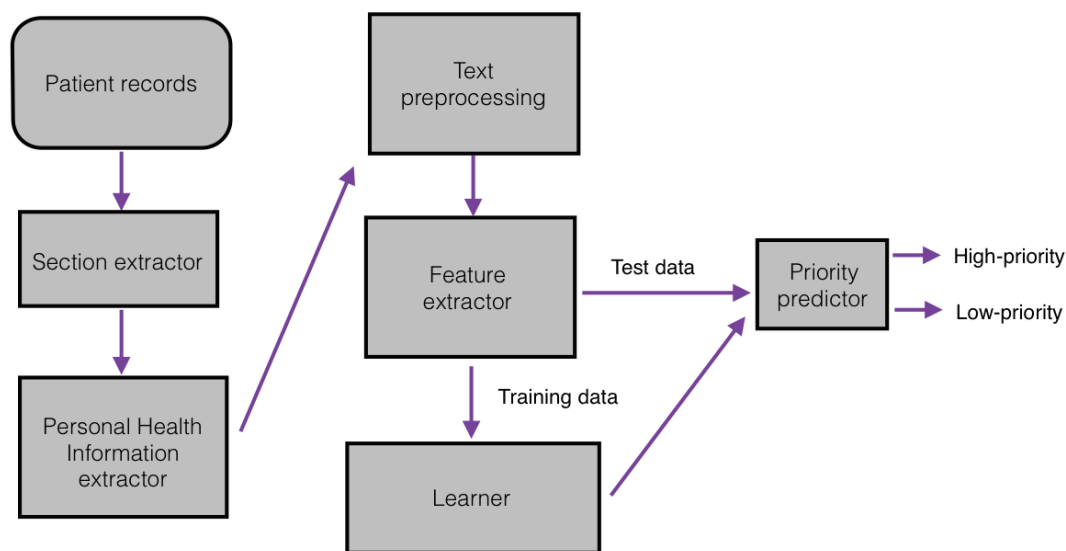 Patient records
Section extractor
Personal Health
Information
extractor
Text
preprocessing
Feature
extractor
Test data
Training data
Learner
Priority
predictor
High-priority
Low-priority